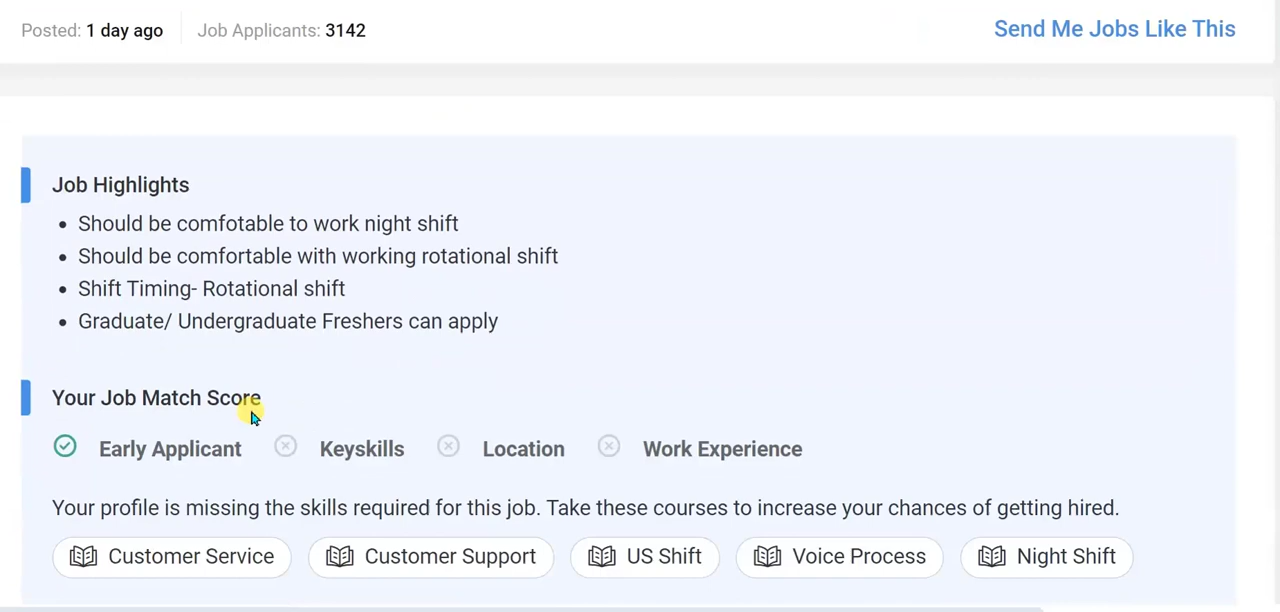 Posted: 1 day ago Job Applicants: 3142 Send Me Jobs Like This
Job Highlights
Should be comfotable to work night shift
Should be comfortable with working rotational shift
Shift Timing- Rotational shift
Graduate/ Undergraduate Freshers can apply
Your Job Match Score
Early Applicant Keyskills Location Work Experience
Your profile is missing the skills required for this job. Take these courses to increase your chances of getting hired.
Customer Service Customer Support US Shift Voice Process Night Shift